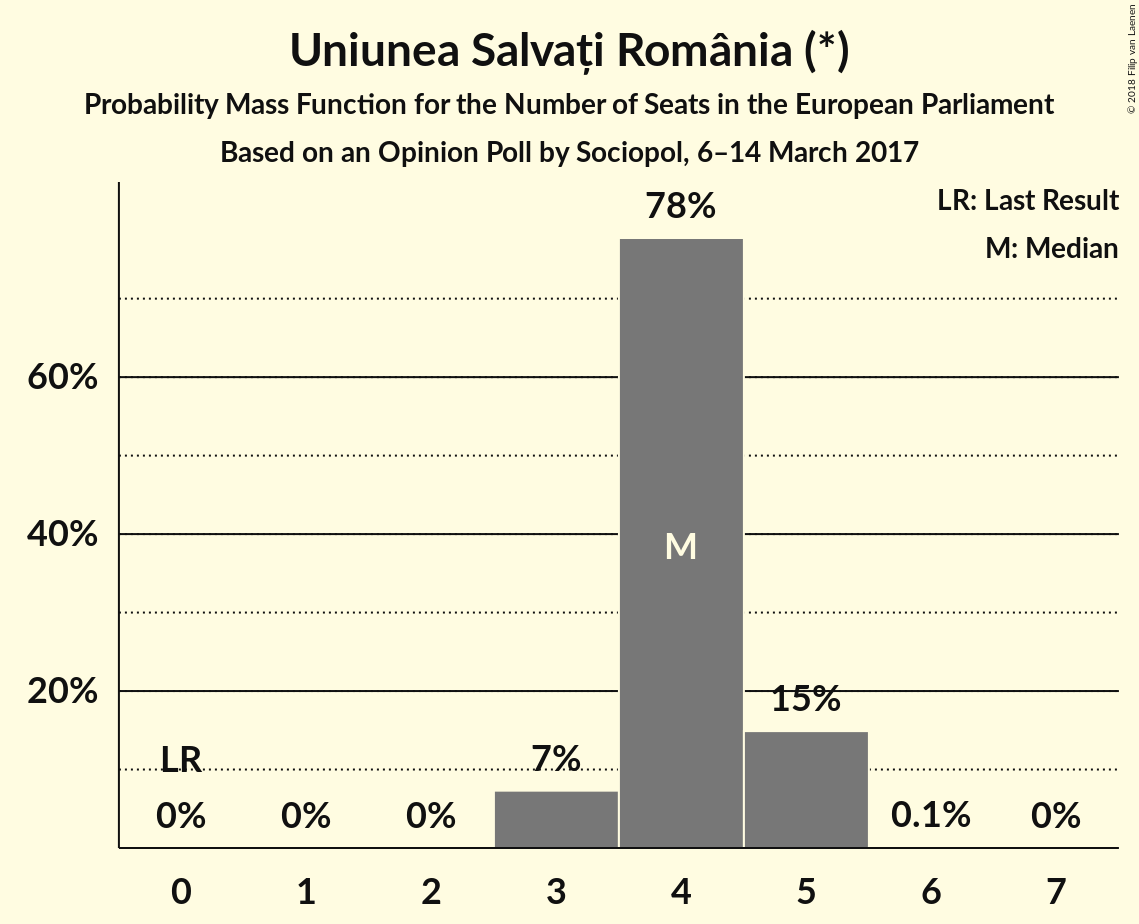 Uniunea Salvați România (*)
Probability Mass Function for the Number of Seats in the European Parliament
Based on an Opinion Poll by Sociopol, 6–14 March 2017
© 2018 Filip van Laenen
LR: Last Result
M: Median
78%
60%
40%
M
20%
15%
LR
7%
0%
0%
0%
0.1%
0%
0
1
2
3
4
5
6
7